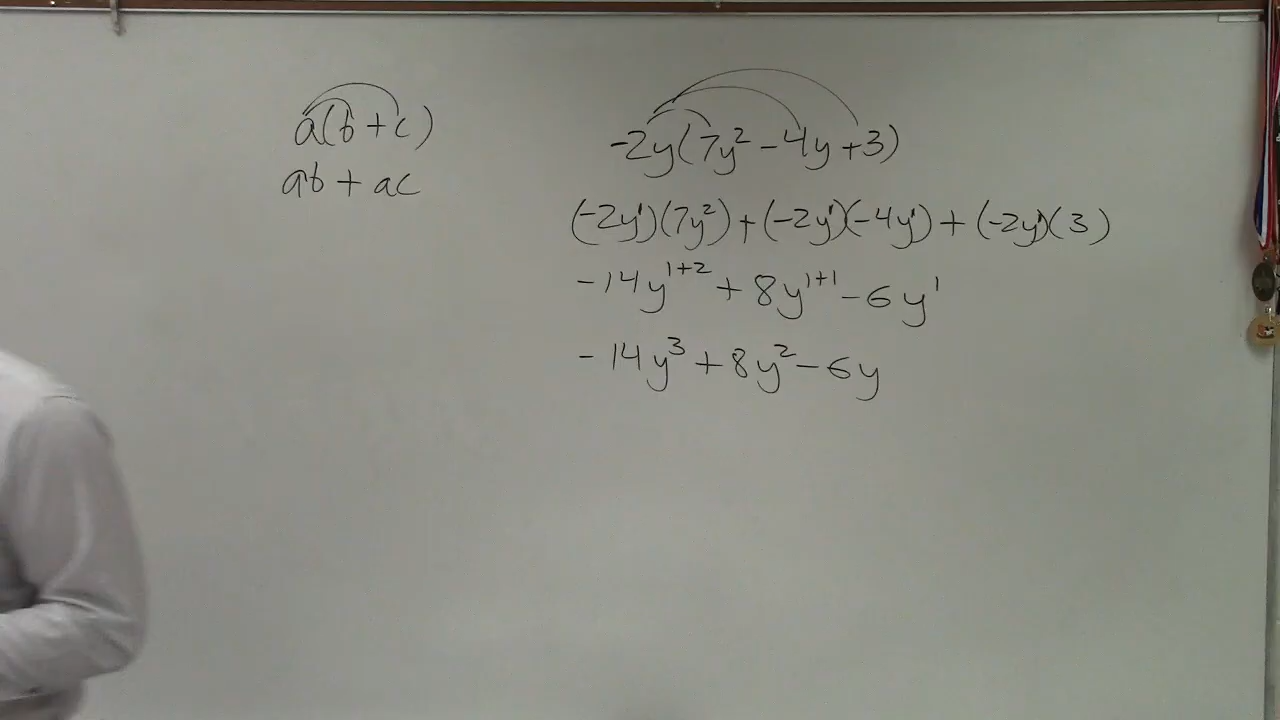 a(b+c)
ab + ac
-2y(7y² - 4y + 3)
(-2y¹)(7y²) + (-2y¹)(-4y¹) + (-2y¹)(3)
-14y¹⁺² + 8y¹⁺¹ - 6y¹
-14y³ + 8y² - 6y